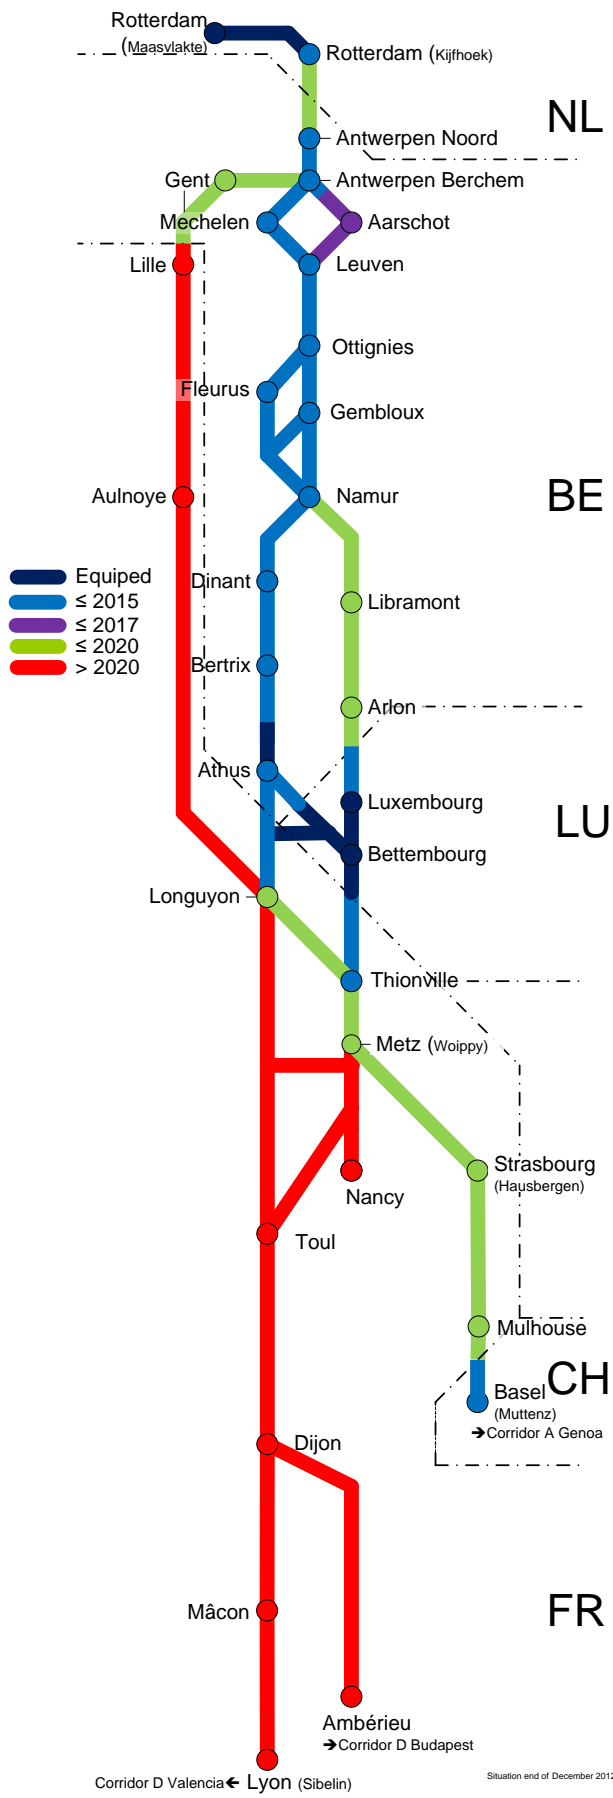 Rotterdam
(Maasvlakte)
Rotterdam (Kijfhoek)
NL
Antwerpen Noord
Gent
Antwerpen Berchem
Mechelen
Aarschot
Lille
Leuven
Ottignies
Fleurus
Gembloux
Aulnoye
Namur
BE
Equiped
≤ 2015
≤ 2017
≤ 2020
> 2020
Dinant
Libramont
Bertrix
Arlon
Athus
Luxembourg
LU
Bettembourg
Longuyon
Thionville
Metz (Woippy)
Strasbourg
(Hausbergen)
Nancy
Toul
Mulhouse
CH
Basel
(Muttenz)
➔Corridor A Genoa
Dijon
Mâcon
FR
Ambérieu
➔Corridor D Budapest
Corridor D Valencia🡸 Lyon (Sibelin)
Situation end of December 2012